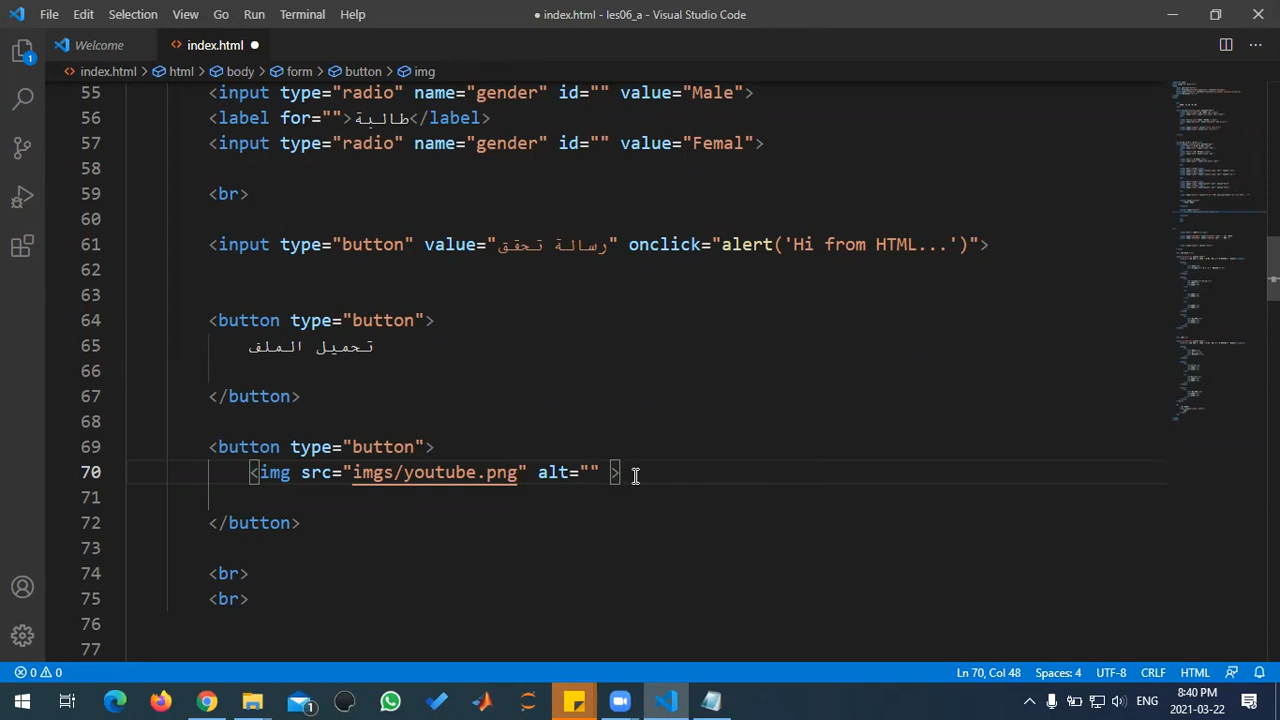 File Edit Selection View Go Run Terminal Help
● index.html - les06_a - Visual Studio Code
Welcome
<> index.html ●
<> index.html > html > body > form > button > img
55 <input type="radio" name="gender" id="" value="Male">
56 <label for="">طالبة</label>
57 <input type="radio" name="gender" id="" value="Femal">
58
59 <br>
60
61 <input type="button" value="رسالة تحقق" onclick="alert('Hi from HTML...')">
62
63
64 <button type="button">
65 تحميل الملف
66
67 </button>
68
69 <button type="button">
70 <img src="imgs/youtube.png" alt="" >
71
72 </button>
73
74 <br>
75 <br>
76
77
1
0 0
Ln 70, Col 48 Spaces: 4 UTF-8 CRLF HTML
1
ENG
8:40 PM
2021-03-22